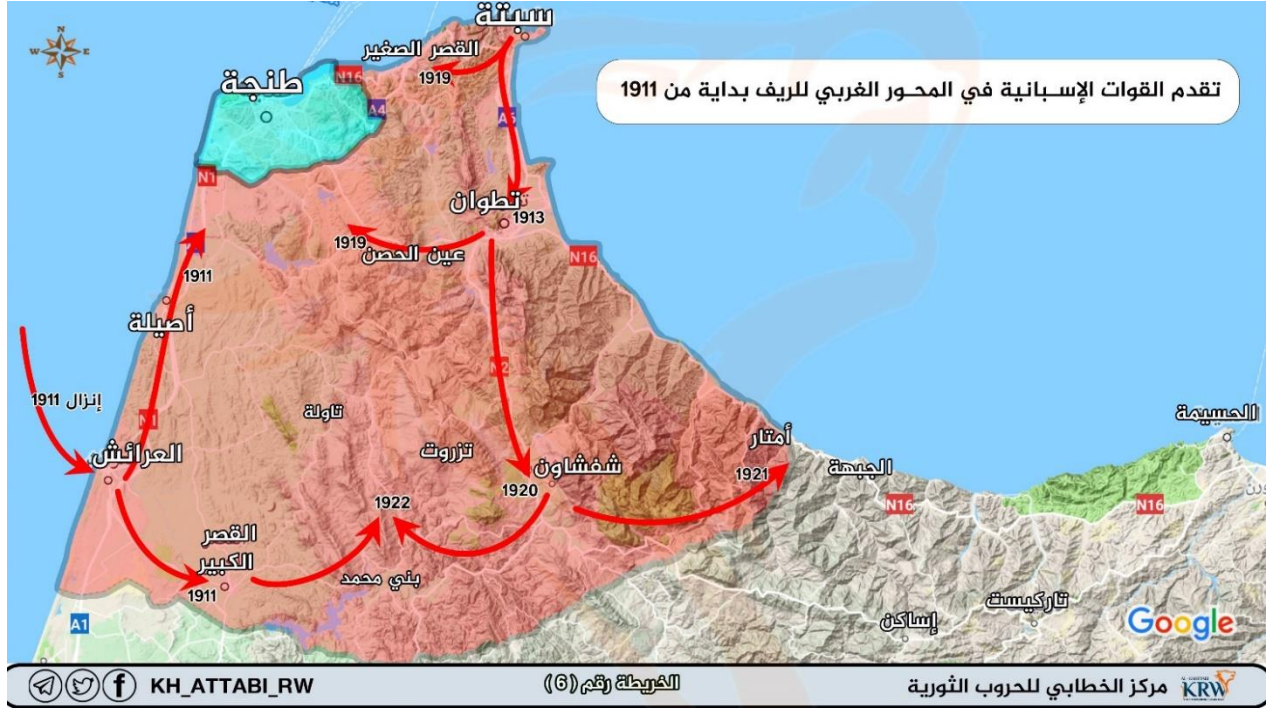 سبتة
القصر الصغير
1919
N16
طنجة
A4
A6
تقدم القوات الإسبانية في المحور الغربي للريف بداية من 1911
N1
تطوان
1913
1919
عين الحصن
N16
1911
أصيلة
N2
إنزال 1911
N1
تاولة
العرائش
تزروت
شفشاون
1920
أمتار
1921
الجبهة
الحسيمة
N16
N16
1922
القصر
الكبير
1911
بني محمد
A1
إساكن
تاركيست
Google
N
W
E
S
KH_ATTABI_RW
الخريطة رقم (6)
KRW
مركز الخطابي للحروب الثورية